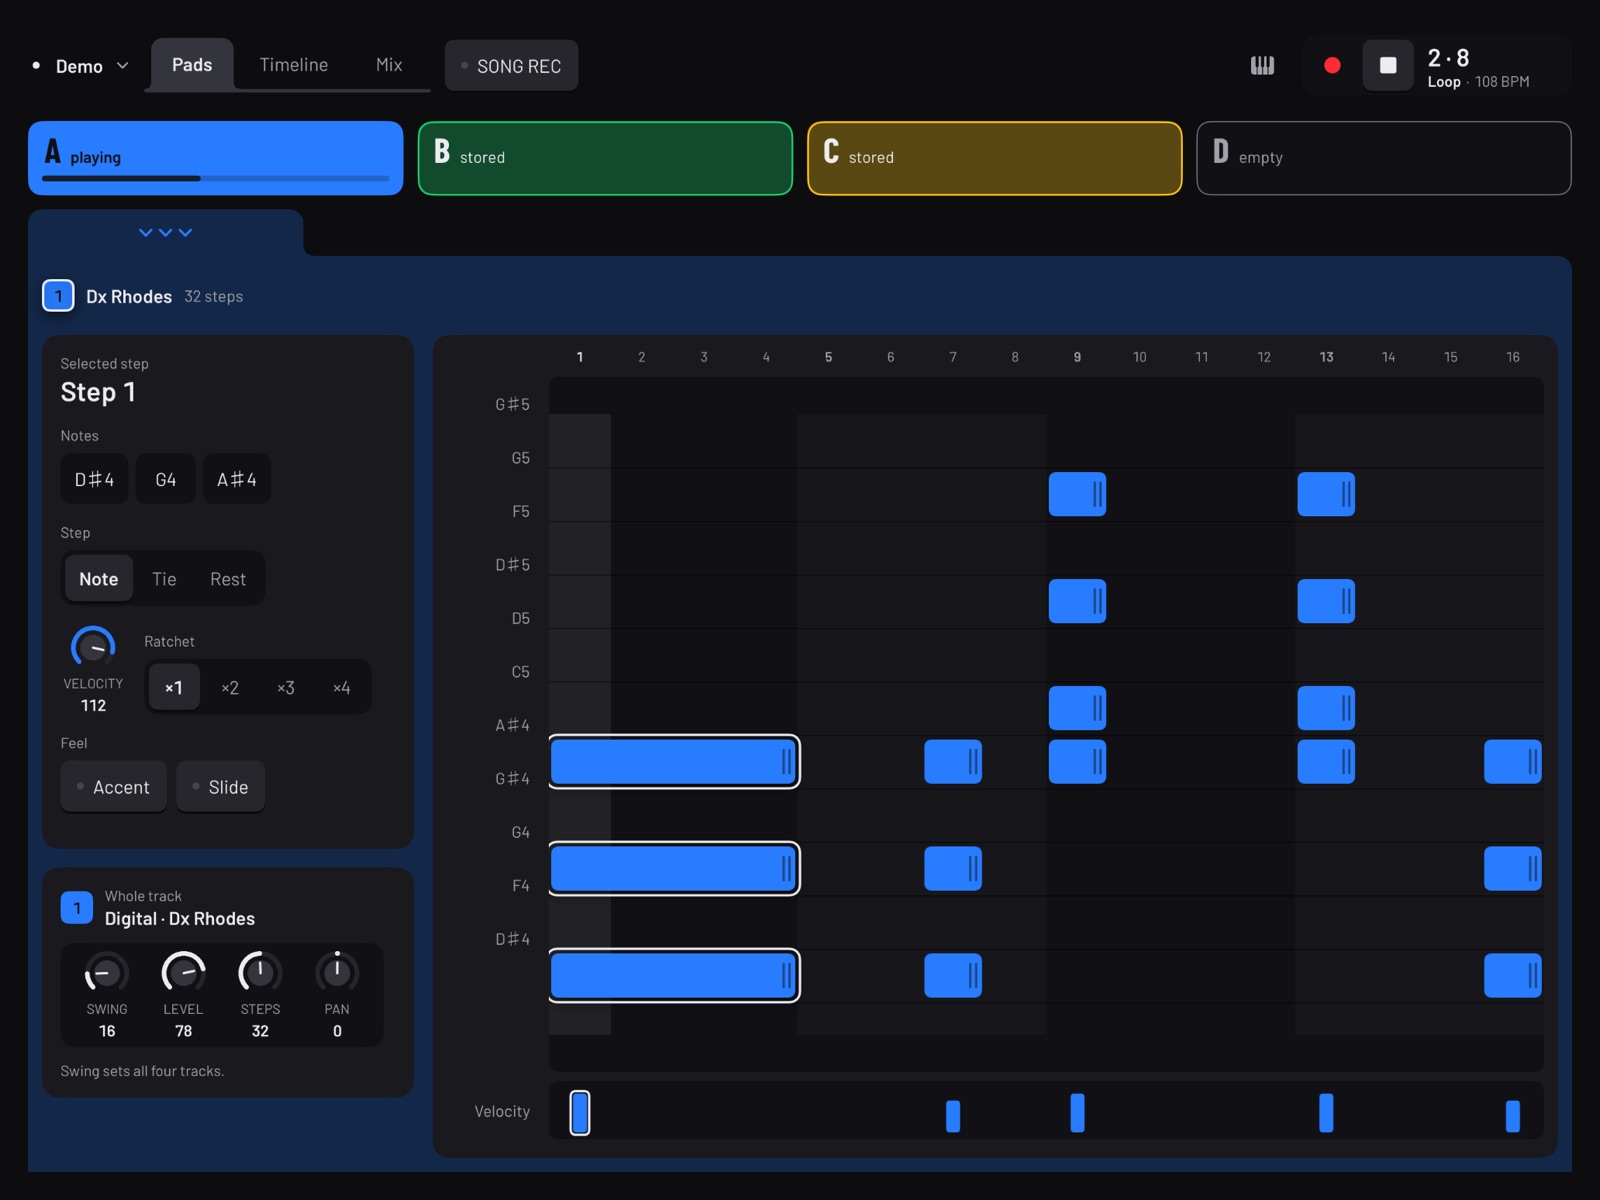 Demo Pads Timeline Mix SONG REC 2 · 8
Loop · 108 BPM
A playing B stored C stored D empty
1 Dx Rhodes 32 steps
Selected step
Step 1
Notes
D♯4 G4 A♯4
Step
Note Tie Rest
Ratchet
VELOCITY
112
×1 ×2 ×3 ×4
Feel
Accent Slide
1 Whole track
Digital · Dx Rhodes
SWING LEVEL STEPS PAN
16 78 32 0
Swing sets all four tracks.
1 2 3 4 5 6 7 8 9 10 11 12 13 14 15 16
G♯5
G5
F5
D♯5
D5
C5
A♯4
G♯4
G4
F4
D♯4
Velocity